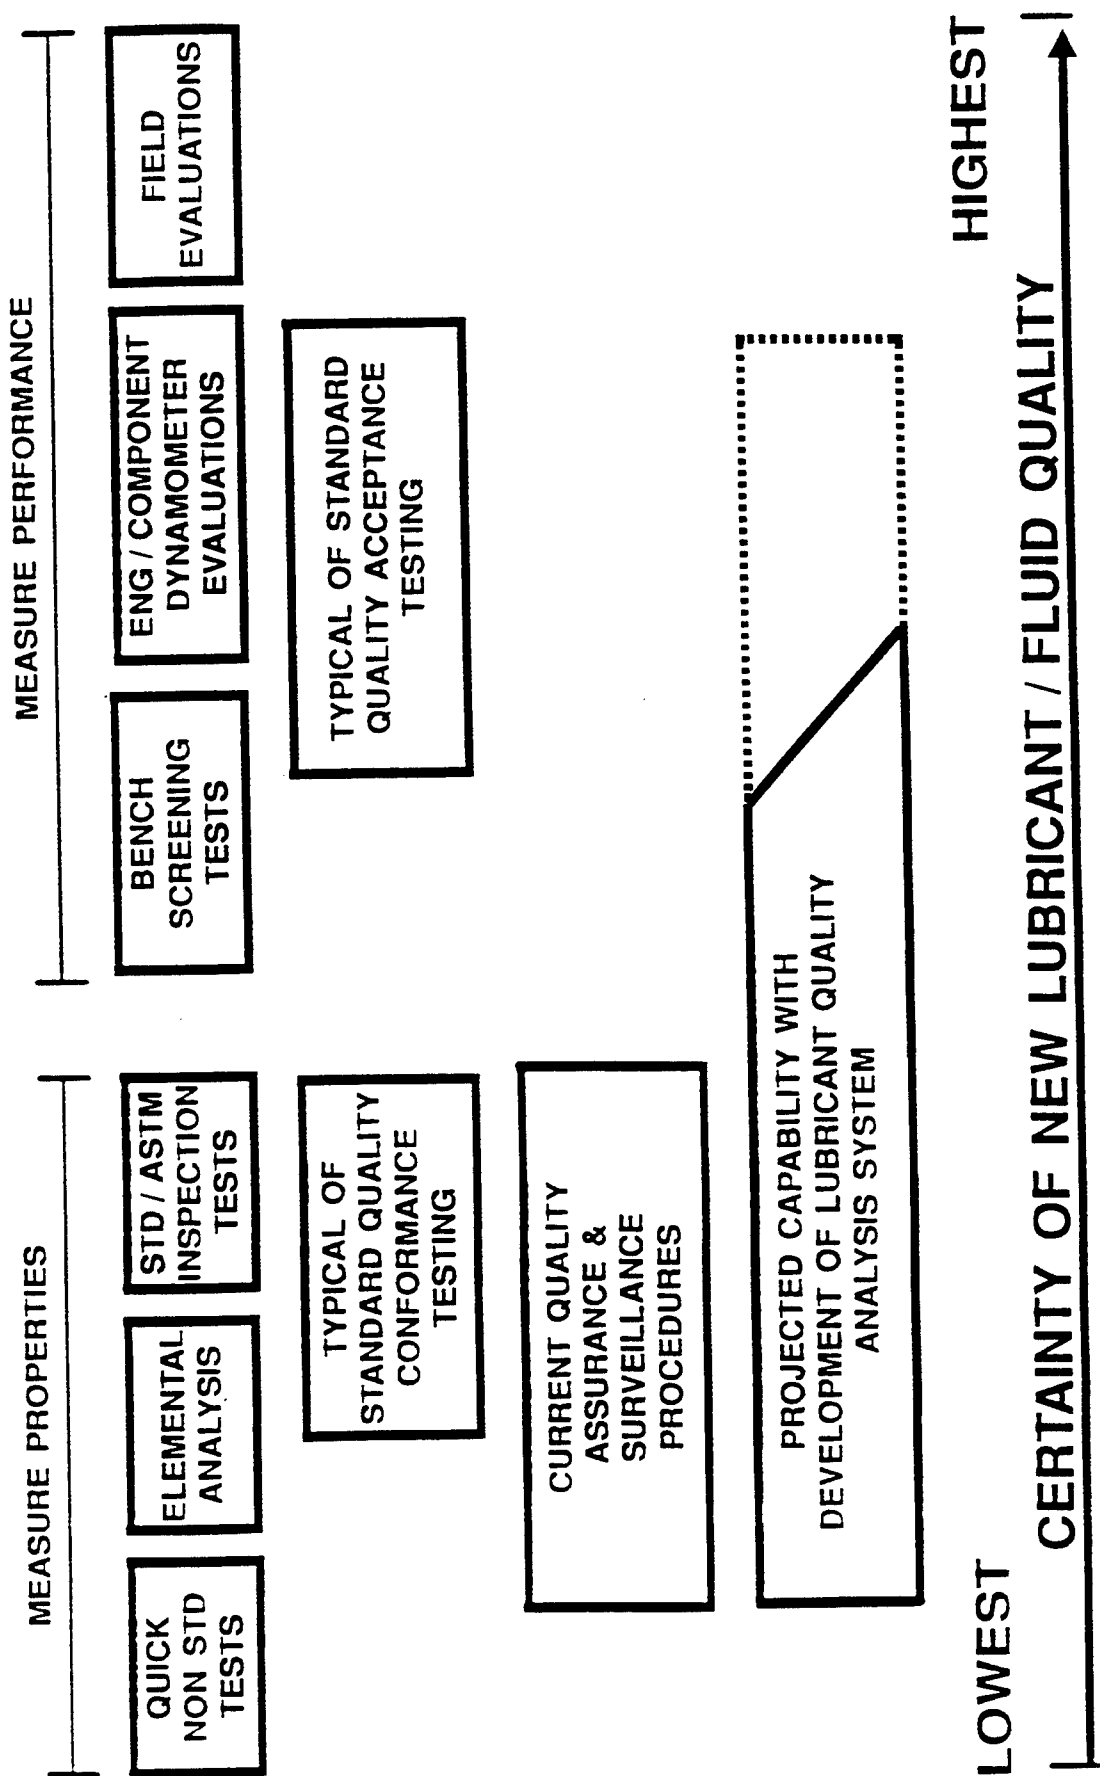 MEASURE PROPERTIES
MEASURE PERFORMANCE
QUICK
NON STD
TESTS
ELEMENTAL
ANALYSIS
STD / ASTM
INSPECTION
TESTS
BENCH
SCREENING
TESTS
ENG / COMPONENT
DYNAMOMETER
EVALUATIONS
FIELD
EVALUATIONS
TYPICAL OF
STANDARD QUALITY
CONFORMANCE
TESTING
TYPICAL OF STANDARD
QUALITY ACCEPTANCE
TESTING
CURRENT QUALITY
ASSURANCE &
SURVEILLANCE
PROCEDURES
PROJECTED CAPABILITY WITH
DEVELOPMENT OF LUBRICANT QUALITY
ANALYSIS SYSTEM
LOWEST
HIGHEST
CERTAINTY OF NEW LUBRICANT / FLUID QUALITY